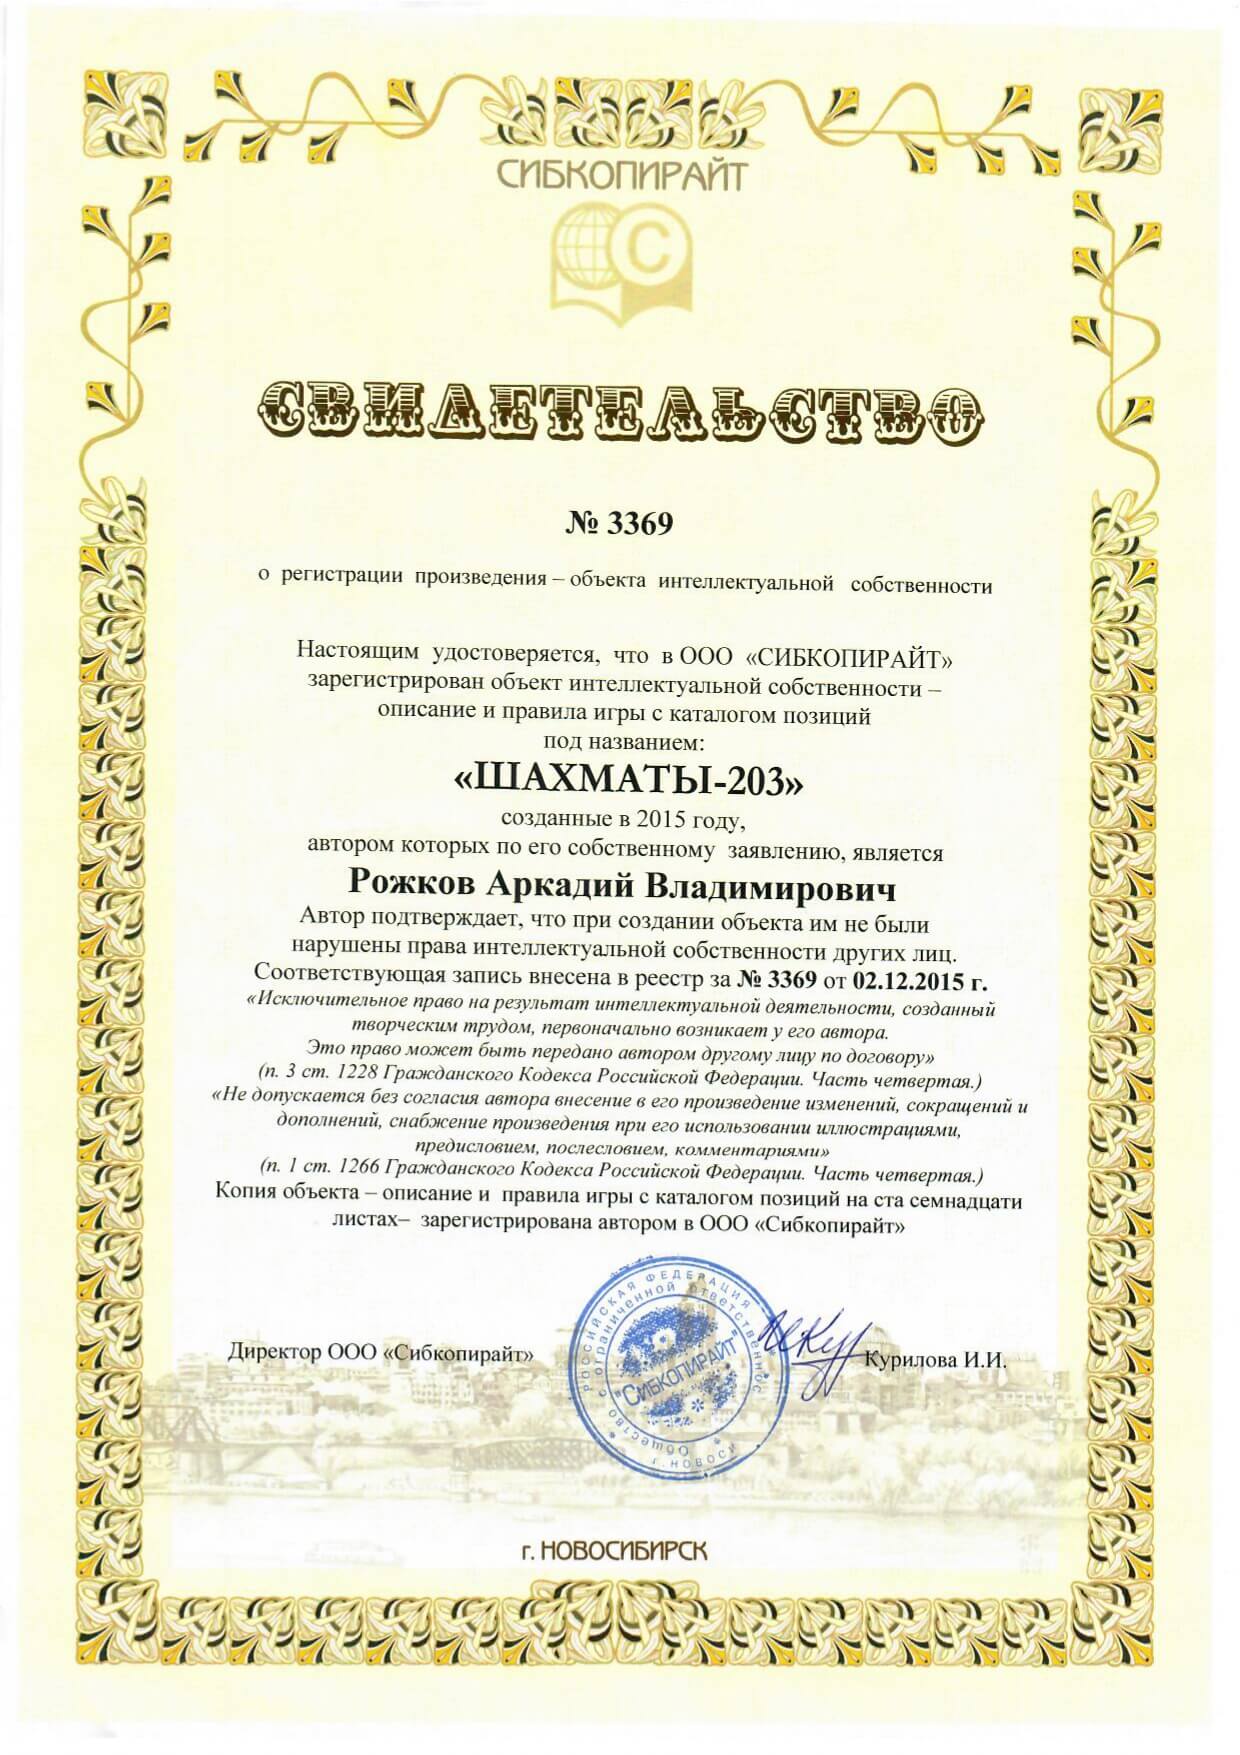 СИБКОПИРАЙТ
С
СВИДЕТЕЛЬСТВО
№ 3369
о регистрации произведения – объекта интеллектуальной собственности
Настоящим удостоверяется, что в ООО «СИБКОПИРАЙТ»
зарегистрирован объект интеллектуальной собственности –
описание и правила игры с каталогом позиций
под названием:
«ШАХМАТЫ-203»
созданные в 2015 году,
автором которых по его собственному заявлению, является
Рожков Аркадий Владимирович
Автор подтверждает, что при создании объекта им не были
нарушены права интеллектуальной собственности других лиц.
Соответствующая запись внесена в реестр за № 3369 от 02.12.2015 г.
«Исключительное право на результат интеллектуальной деятельности, созданный
творческим трудом, первоначально возникает у его автора.
Это право может быть передано автором другому лицу по договору»
(п. 3 ст. 1228 Гражданского Кодекса Российской Федерации. Часть четвертая.)
«Не допускается без согласия автора внесение в его произведение изменений, сокращений и
дополнений, снабжение произведения при его использовании иллюстрациями,
предисловием, послесловием, комментариями»
(п. 1 ст. 1266 Гражданского Кодекса Российской Федерации. Часть четвертая.)
Копия объекта – описание и правила игры с каталогом позиций на ста семнадцати
листах– зарегистрирована автором в ООО «Сибкопирайт»
РОССИЙСКАЯ ФЕДЕРАЦИЯ
Общество с ограниченной ответственнос
"СИБКОПИРАЙТ"
г. НОВОСИ
Директор ООО «Сибкопирайт»
Курилова И.И.
г. НОВОСИБИРСК